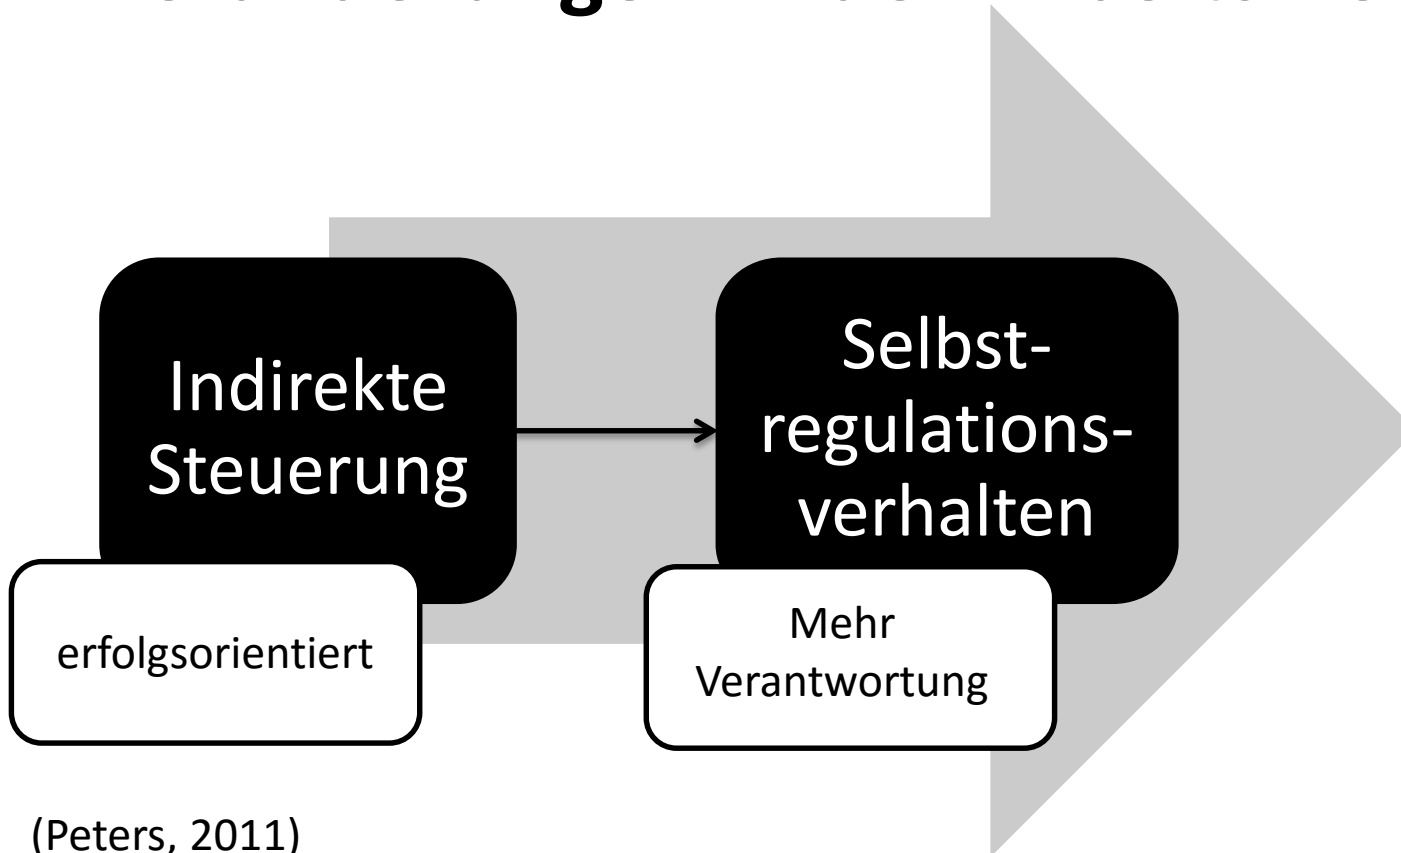 Indirekte
Steuerung
Selbst-
regulations-
verhalten
erfolgsorientiert
Mehr
Verantwortung
(Peters, 2011)